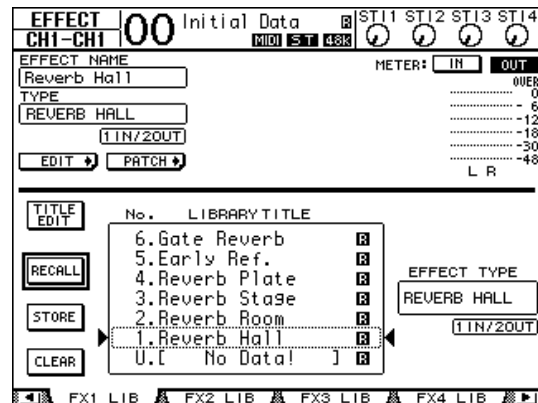 EFFECT 00 Initial Data R ST1 ST2 ST3 ST4
CH1-CH1 MIDI ST 48k
EFFECT NAME METER: IN OUT
Reverb Hall
TYPE
REVERB HALL
1 IN/2OUT
EDIT PATCH
OVER
0
- 6
-12
-18
-30
-48
L R
TITLE EDIT
No. LIBRARY TITLE
6.Gate Reverb R
5.Early Ref. R
4.Reverb Plate R
3.Reverb Stage R
2.Reverb Room R
1.Reverb Hall R
U.[ No Data! ] R
RECALL
STORE
CLEAR
EFFECT TYPE
REVERB HALL
1 IN/2OUT
FX1 LIB FX2 LIB FX3 LIB FX4 LIB